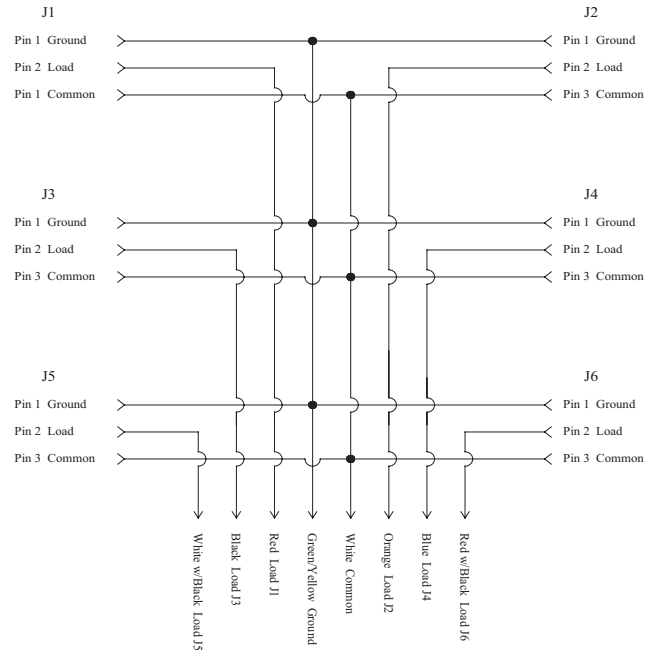 J1
Pin 1 Ground
Pin 2 Load
Pin 1 Common
J2
Pin 1 Ground
Pin 2 Load
Pin 3 Common
J3
Pin 1 Ground
Pin 2 Load
Pin 3 Common
J4
Pin 1 Ground
Pin 2 Load
Pin 3 Common
J5
Pin 1 Ground
Pin 2 Load
Pin 3 Common
J6
Pin 1 Ground
Pin 2 Load
Pin 3 Common
White w/Black Load J5
Black Load J3
Red Load J1
Green/Yellow Ground
White Common
Orange Load J2
Blue Load J4
Red w/Black Load J6